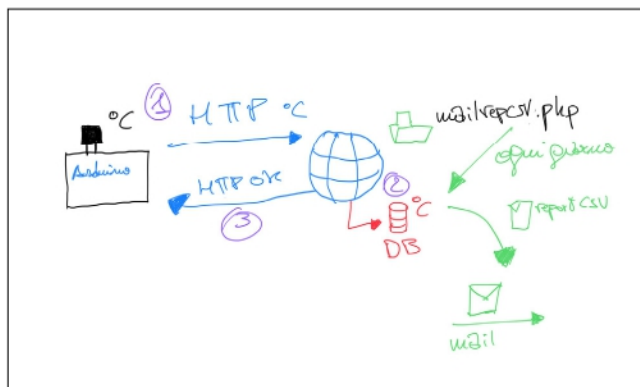 °C
1
HTTP °C
Arduino
HTTP OK
3
mailrepcsv.php
ogni giorno
2
°C
DB
report CSV
mail